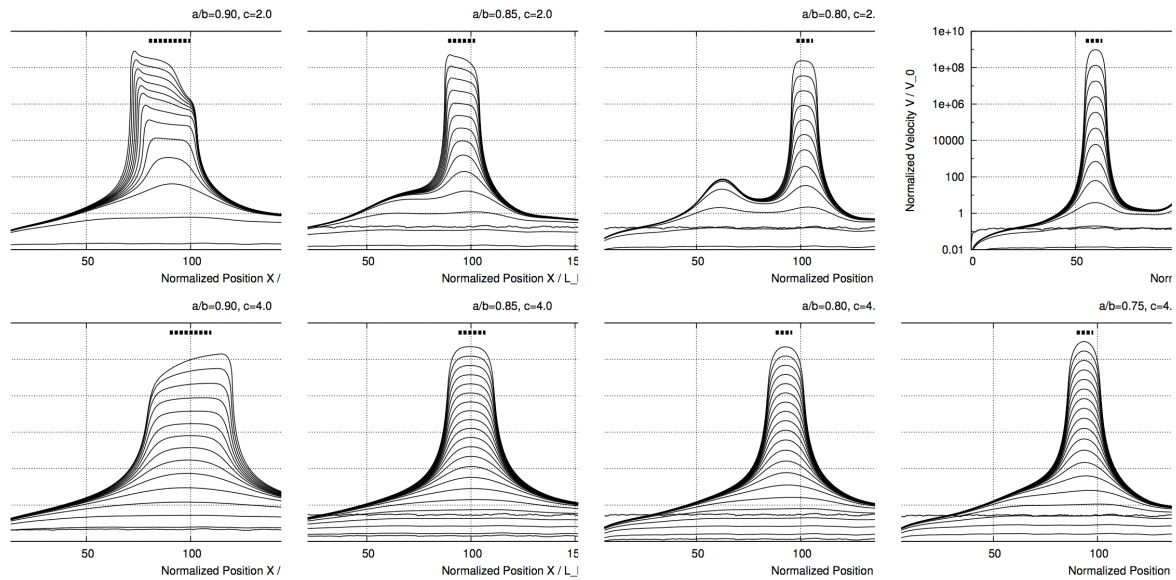 a/b=0.90, c=2.0
50
100
Normalized Position X /
a/b=0.85, c=2.0
50
100
Normalized Position X / L_
a/b=0.80, c=2.
50
100
Normalized Position
1e+10
1e+08
1e+06
10000
100
1
0.01
Normalized Velocity V / V_0
0
50
Norm
a/b=0.90, c=4.0
50
100
Normalized Position X /
a/b=0.85, c=4.0
50
100
15
Normalized Position X / L_
a/b=0.80, c=4.
50
100
Normalized Position
a/b=0.75, c=4.
50
100
Normalized Position